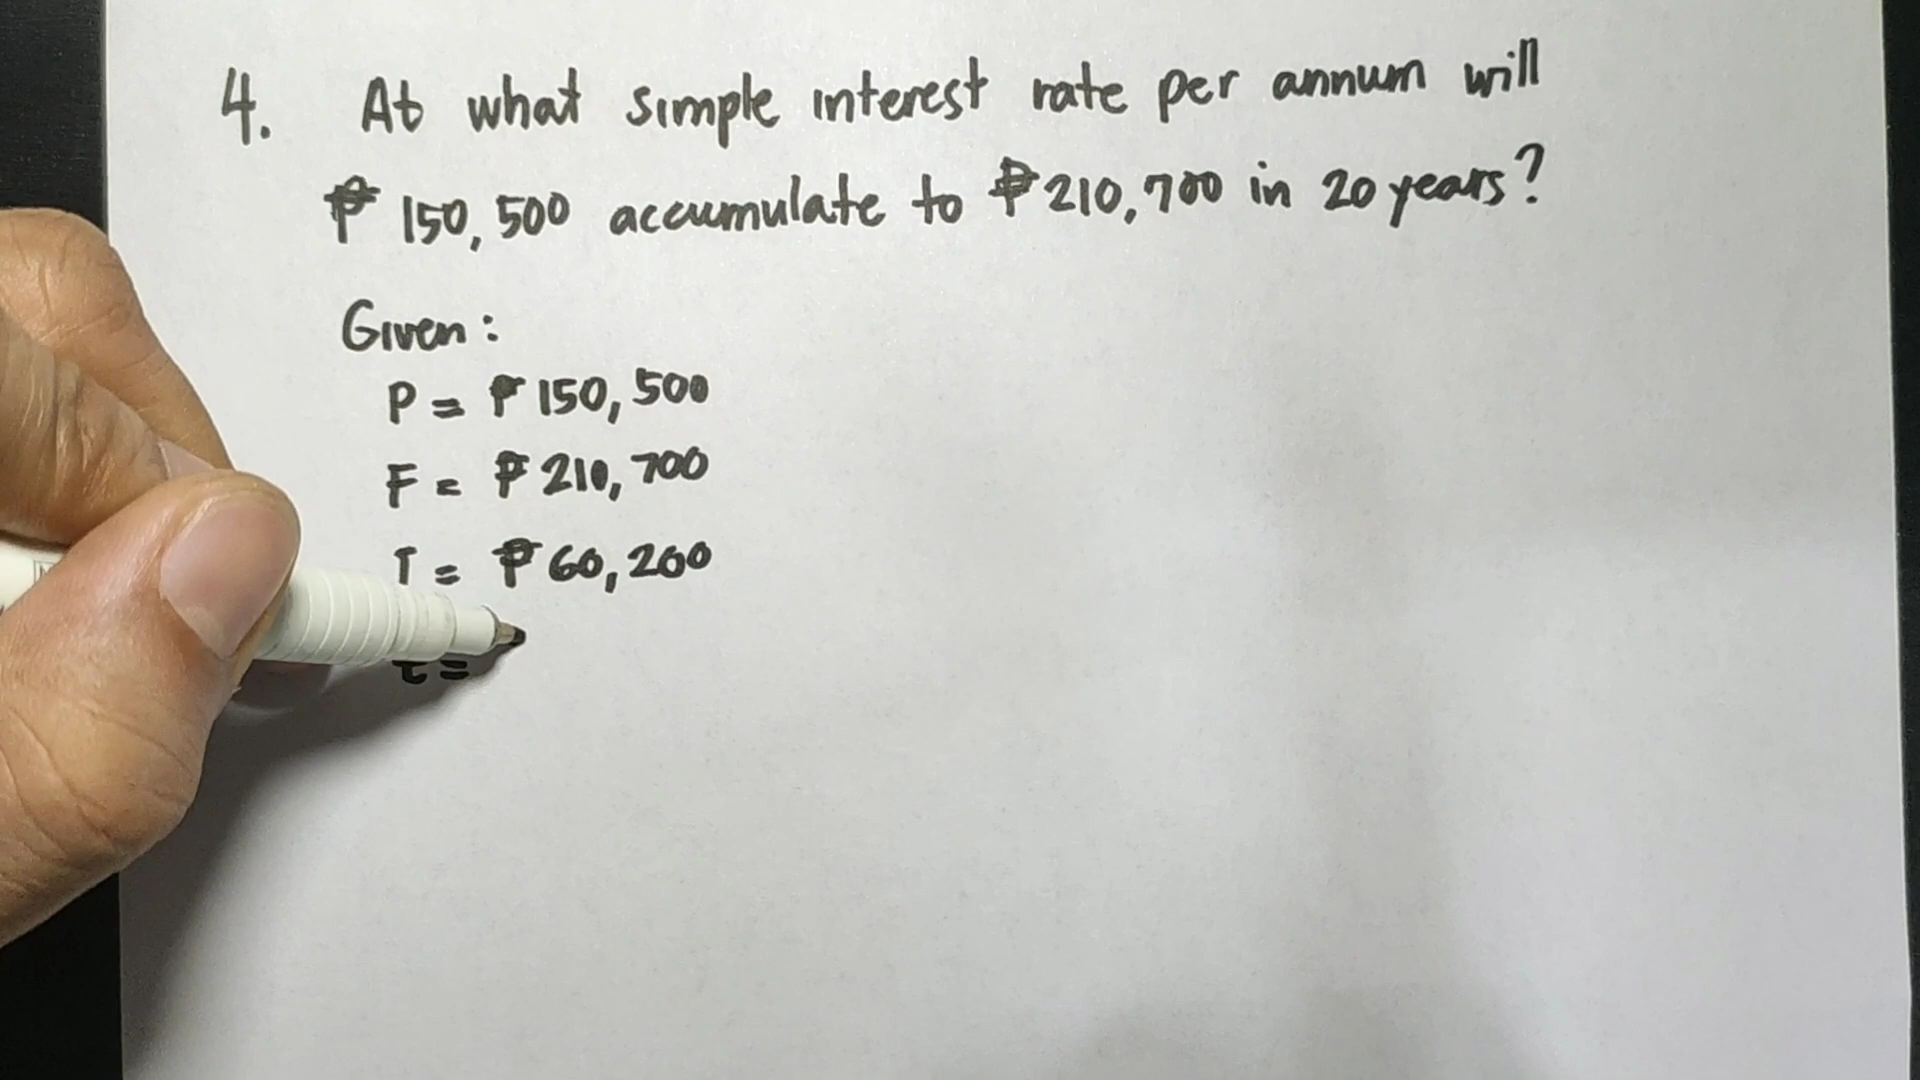 4. At what simple interest rate per annum will
₱ 150, 500 accumulate to ₱ 210, 700 in 20 years?
Given :
P = ₱ 150, 500
F = ₱ 210, 700
I = ₱ 60, 200
t =